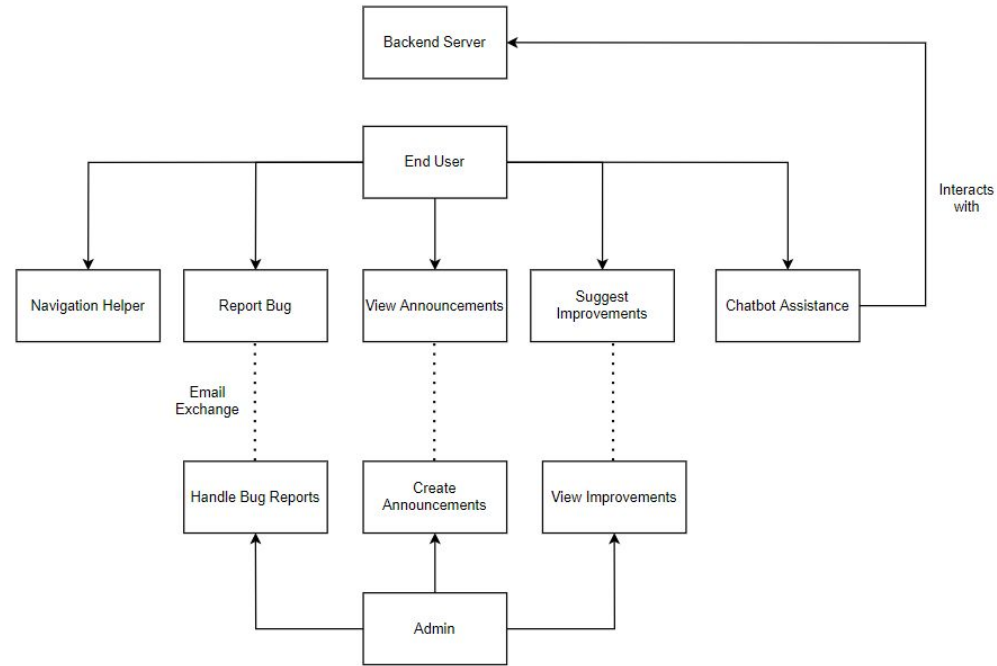 Backend Server
End User
Interacts
with
Navigation Helper
Report Bug
View Announcements
Suggest
Improvements
Chatbot Assistance
Email
Exchange
Handle Bug Reports
Create
Announcements
View Improvements
Admin